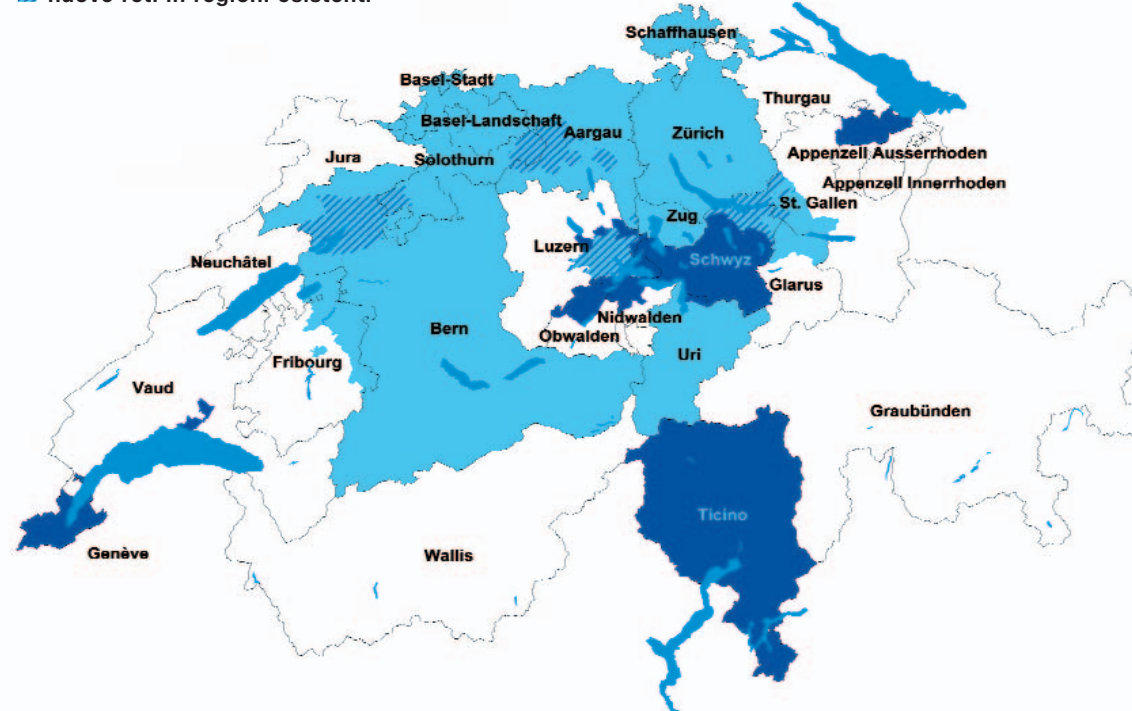 nuove reti in regioni esistenti
Schaffhausen
Basel-Stadt
Thurgau
Basel-Landschaft
Aargau
Zürich
Jura
Solothurn
Appenzell Ausserrhoden
Appenzell Innerrhoden
St. Gallen
Zug
Luzern
Neuchâtel
Schwyz
Glarus
Nidwalden
Bern
Obwalden
Uri
Fribourg
Vaud
Graubünden
Ticino
Genève
Wallis